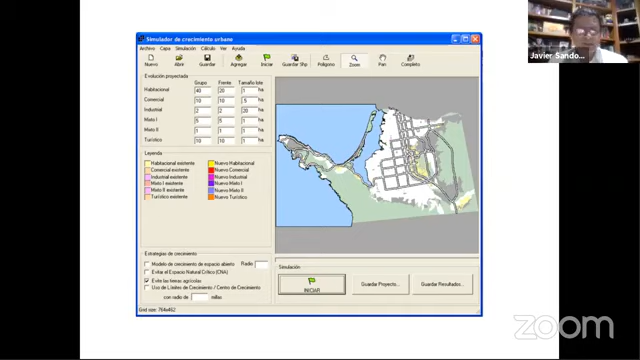 Simulador de crecimiento urbano
Archivo Capa Simulación Cálculo Ver Ayuda
Nuevo Abrir Guardar Agregar Iniciar Guardar Shp Polígono Zoom Pan Completo
Evolución proyectada
Grupo Frente Tamaño lote
Habitacional 40 20 1 ha
Comercial 10 10 .5 ha
Industrial 2 2 20 ha
Mixto I 5 5 1 ha
Mixto II 1 1 1 ha
Turístico 10 10 1 ha
Leyenda
Habitacional existente Nuevo Habitacional
Comercial existente Nuevo Comercial
Industrial existente Nuevo Industrial
Mixto I existente Nuevo Mixto I
Mixto II existente Nuevo Mixto II
Turístico existente Nuevo Turístico
Estrategias de crecimiento
Modelo de crecimiento de espacio abierto Radio
Evitar el Espacio Natural Crítico (CNA)
Evite las tierras agrícolas
Uso de Límites de Crecimiento / Centro de Crecimiento
con radio de millas
Simulación
INICIAR Guardar Proyecto... Guardar Resultados...
Grid size: 764x462
Javier Sando...
zoom